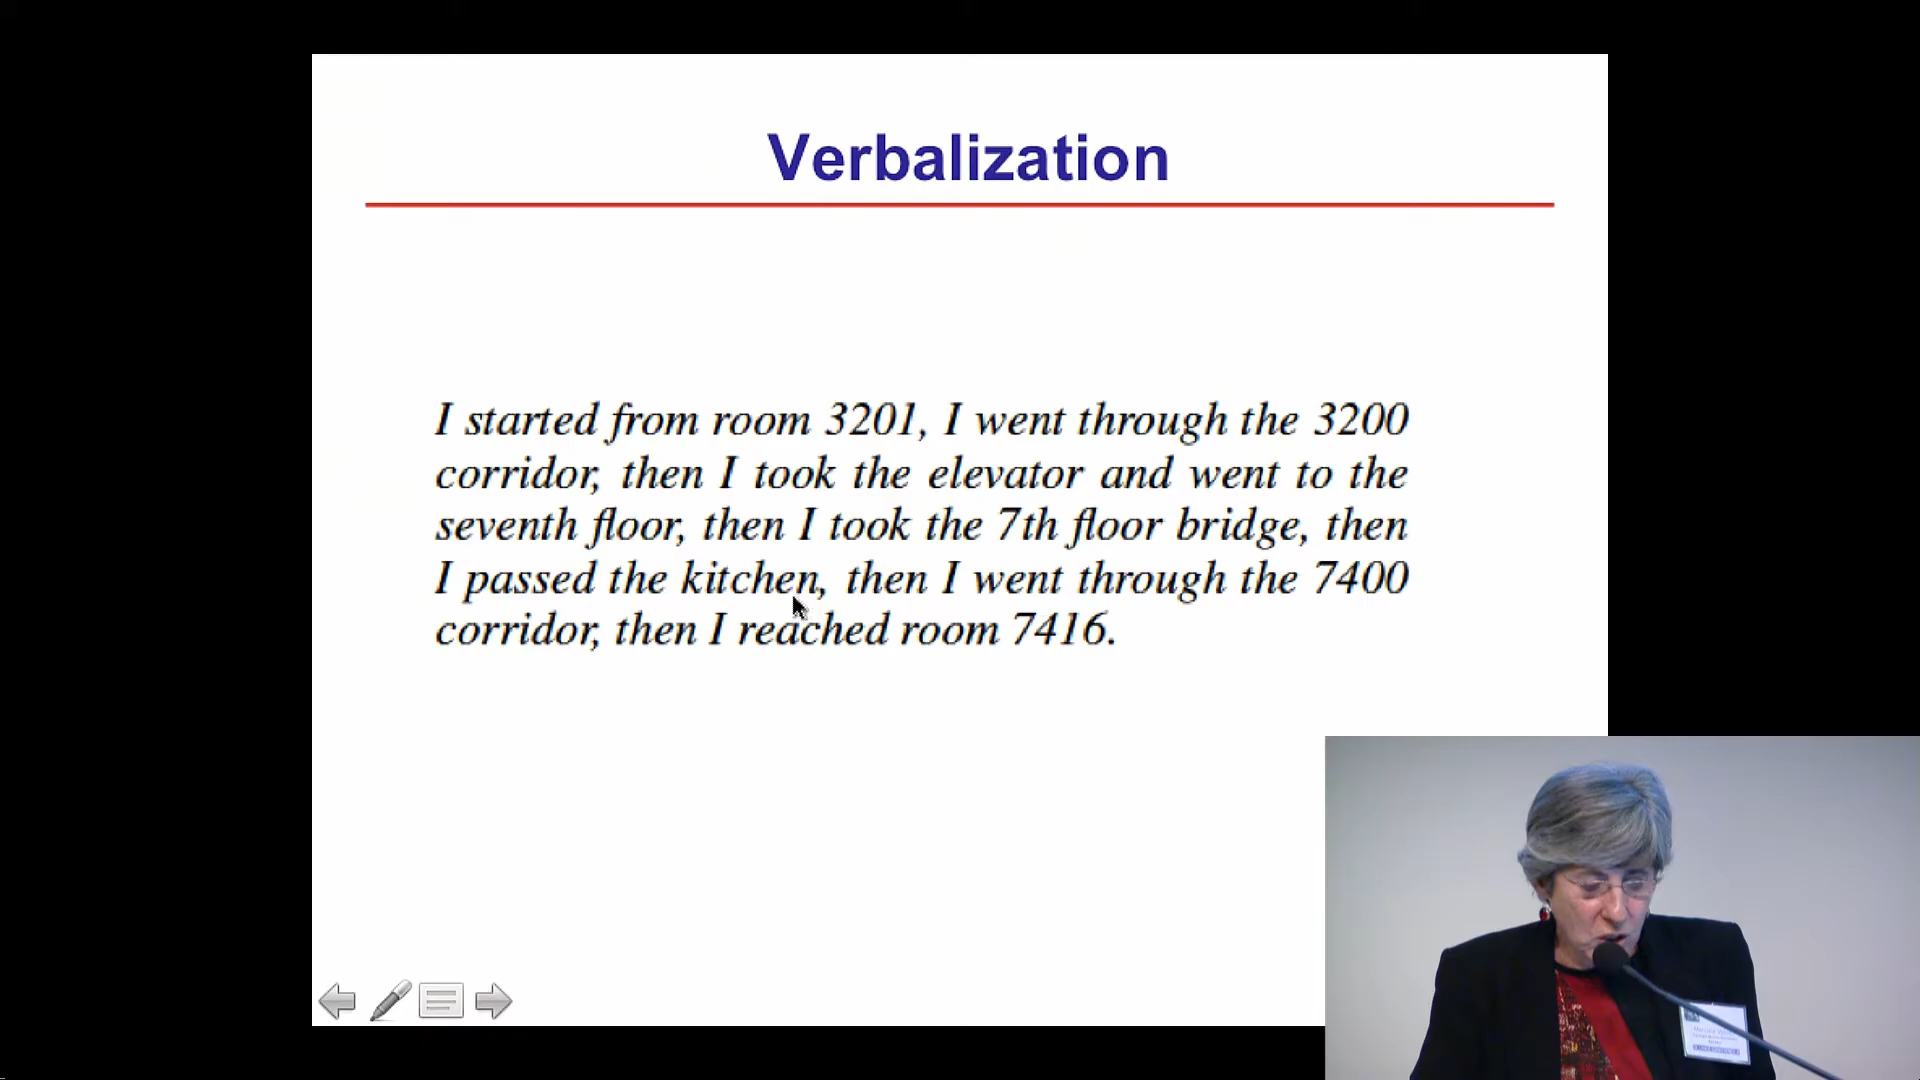 Verbalization
I started from room 3201, I went through the 3200
corridor, then I took the elevator and went to the
seventh floor, then I took the 7th floor bridge, then
I passed the kitchen, then I went through the 7400
corridor, then I reached room 7416.